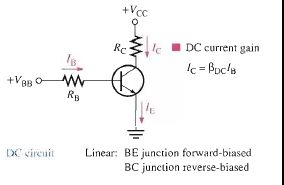 +VCC
RC
IC
DC current gain
IC = βDCIB
IB
+VBB
RB
IE
DC circuit
Linear: BE junction forward-biased
BC junction reverse-biased